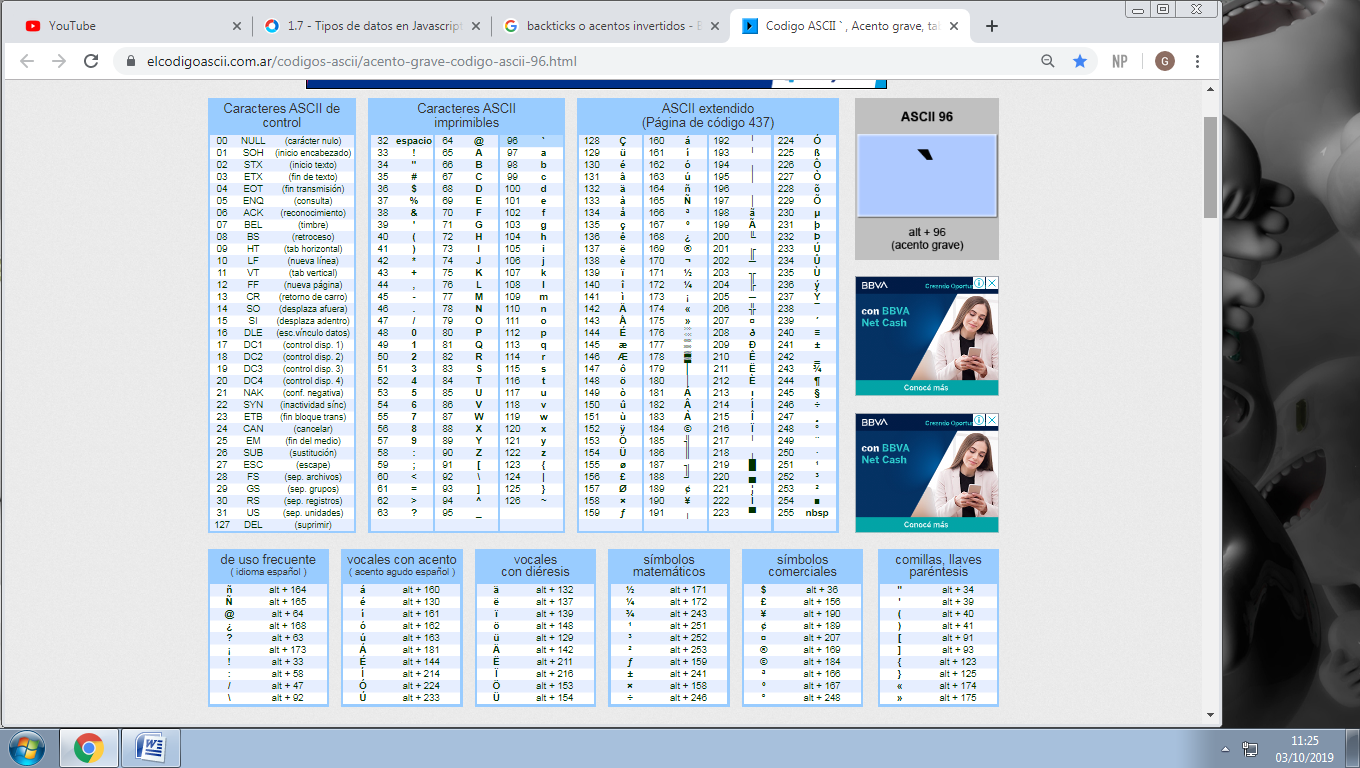 YouTube
1.7 - Tipos de datos en Javascript
backticks o acentos invertidos - B
Codigo ASCII `, Acento grave, tab
elcodigoascii.com.ar/codigos-ascii/acento-grave-codigo-ascii-96.html
NP
G
Caracteres ASCII de
control
00 NULL (carácter nulo)
01 SOH (inicio encabezado)
02 STX (inicio texto)
03 ETX (fin de texto)
04 EOT (fin transmisión)
05 ENQ (consulta)
06 ACK (reconocimiento)
07 BEL (timbre)
08 BS (retroceso)
09 HT (tab horizontal)
10 LF (nueva línea)
11 VT (tab vertical)
12 FF (nueva página)
13 CR (retorno de carro)
14 SO (desplaza afuera)
15 SI (desplaza adentro)
16 DLE (esc.vínculo datos)
17 DC1 (control disp. 1)
18 DC2 (control disp. 2)
19 DC3 (control disp. 3)
20 DC4 (control disp. 4)
21 NAK (conf. negativa)
22 SYN (inactividad sínc)
23 ETB (fin bloque trans)
24 CAN (cancelar)
25 EM (fin del medio)
26 SUB (sustitución)
27 ESC (escape)
28 FS (sep. archivos)
29 GS (sep. grupos)
30 RS (sep. registros)
31 US (sep. unidades)
127 DEL (suprimir)
Caracteres ASCII
imprimibles
32 espacio 64 @ 96 `
33 ! 65 A 97 a
34 " 66 B 98 b
35 # 67 C 99 c
36 $ 68 D 100 d
37 % 69 E 101 e
38 & 70 F 102 f
39 ' 71 G 103 g
40 ( 72 H 104 h
41 ) 73 I 105 i
42 * 74 J 106 j
43 + 75 K 107 k
44 , 76 L 108 l
45 - 77 M 109 m
46 . 78 N 110 n
47 / 79 O 111 o
48 0 80 P 112 p
49 1 81 Q 113 q
50 2 82 R 114 r
51 3 83 S 115 s
52 4 84 T 116 t
53 5 85 U 117 u
54 6 86 V 118 v
55 7 87 W 119 w
56 8 88 X 120 x
57 9 89 Y 121 y
58 : 90 Z 122 z
59 ; 91 [ 123 {
60 < 92 \ 124 |
61 = 93 ] 125 }
62 > 94 ^ 126 ~
63 ? 95 _
ASCII extendido
(Página de código 437)
128 Ç 160 á 192 224 Ó
129 ü 161 í 193 225 ß
130 é 162 ó 194 226 Ô
131 â 163 ú 195 227 Ò
132 ä 164 ñ 196 228 õ
133 à 165 Ñ 197 229 Õ
134 å 166 ª 198 ã 230 µ
135 ç 167 º 199 Ã 231 þ
136 ê 168 ¿ 200 ╚ 232 Þ
137 ë 169 ® 201 ╔ 233 Ú
138 è 170 ¬ 202 234 Û
139 ï 171 ½ 203 ╦ 235 Ù
140 î 172 ¼ 204 ╠ 236 ý
141 ì 173 ¡ 205 237 Ý
142 Ä 174 « 206 ╬ 238
143 Å 175 » 207 ¤ 239 ´
144 É 176 ░ 208 ð 240 ≡
145 æ 177 ▒ 209 Ð 241 ±
146 Æ 178 ▓ 210 Ê 242 ‗
147 ô 179 211 Ë 243 ¾
148 ö 180 212 È 244 ¶
149 ò 181 Á 213 ı 245 §
150 û 182 Â 214 Í 246 ÷
151 ù 183 À 215 Î 247 ¸
152 ÿ 184 © 216 Ï 248 °
153 Ö 185 ╣ 217 249 ¨
154 Ü 186 218 250 ·
155 ø 187 219 █ 251 ¹
156 £ 188 ╝ 220 ▄ 252 ³
157 Ø 189 ¢ 221 ¦ 253 ²
158 × 190 ¥ 222 Ì 254 ■
159 ƒ 191 223 ▀ 255 nbsp
ASCII 96
`
alt + 96
(acento grave)
BBVA
Creando Oportun
con BBVA
Net Cash
Conocé más
BBVA
Creando Oportun
con BBVA
Net Cash
Conocé más
de uso frecuente
( idioma español )
ñ alt + 164
Ñ alt + 165
@ alt + 64
¿ alt + 168
? alt + 63
¡ alt + 173
! alt + 33
: alt + 58
/ alt + 47
\ alt + 92
vocales con acento
( acento agudo español )
á alt + 160
é alt + 130
í alt + 161
ó alt + 162
ú alt + 163
Á alt + 181
É alt + 144
Í alt + 214
Ó alt + 224
Ú alt + 233
vocales
con diéresis
ä alt + 132
ë alt + 137
ï alt + 139
ö alt + 148
ü alt + 129
Ä alt + 142
Ë alt + 211
Ï alt + 216
Ö alt + 153
Ü alt + 154
símbolos
matemáticos
½ alt + 171
¼ alt + 172
¾ alt + 243
¹ alt + 251
³ alt + 252
² alt + 253
ƒ alt + 159
± alt + 241
× alt + 158
÷ alt + 246
símbolos
comerciales
$ alt + 36
£ alt + 156
¥ alt + 190
¢ alt + 189
¤ alt + 207
® alt + 169
© alt + 184
ª alt + 166
º alt + 167
° alt + 248
comillas, llaves
paréntesis
" alt + 34
' alt + 39
( alt + 40
) alt + 41
[ alt + 91
] alt + 93
{ alt + 123
} alt + 125
« alt + 174
» alt + 175
11:25
03/10/2019